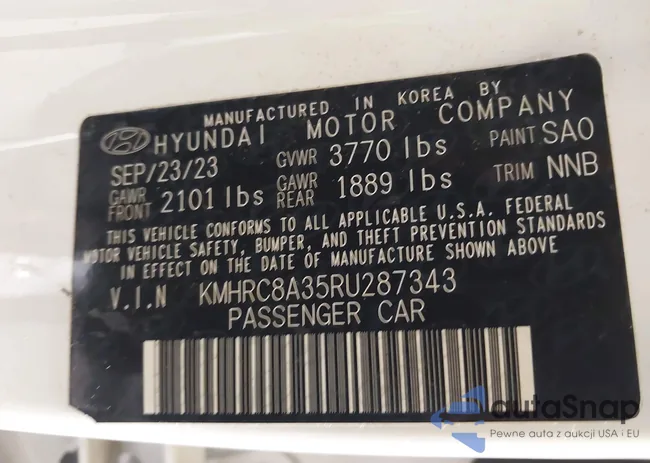 MANUFACTURED IN KOREA BY
HYUNDAI MOTOR COMPANY
SEP/23/23 GVWR 3770 lbs PAINT SAO
GAWR FRONT 2101 lbs GAWR REAR 1889 lbs TRIM NNB
THIS VEHICLE CONFORMS TO ALL APPLICABLE U.S.A. FEDERAL
MOTOR VEHICLE SAFETY, BUMPER, AND THEFT PREVENTION STANDARDS
IN EFFECT ON THE DATE OF MANUFACTURE SHOWN ABOVE
V.I.N KMHRC8A35RU287343
PASSENGER CAR
autaSnap
Pewne auta z aukcji USA i EU